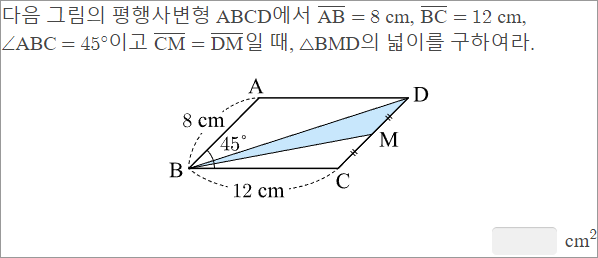 다음 그림의 평행사변형 ABCD에서 AB = 8 cm, BC = 12 cm,
∠ABC = 45°이고 CM = DM일 때, △BMD의 넓이를 구하여라.
A
D
8 cm
45°
M
B
C
12 cm
cm²